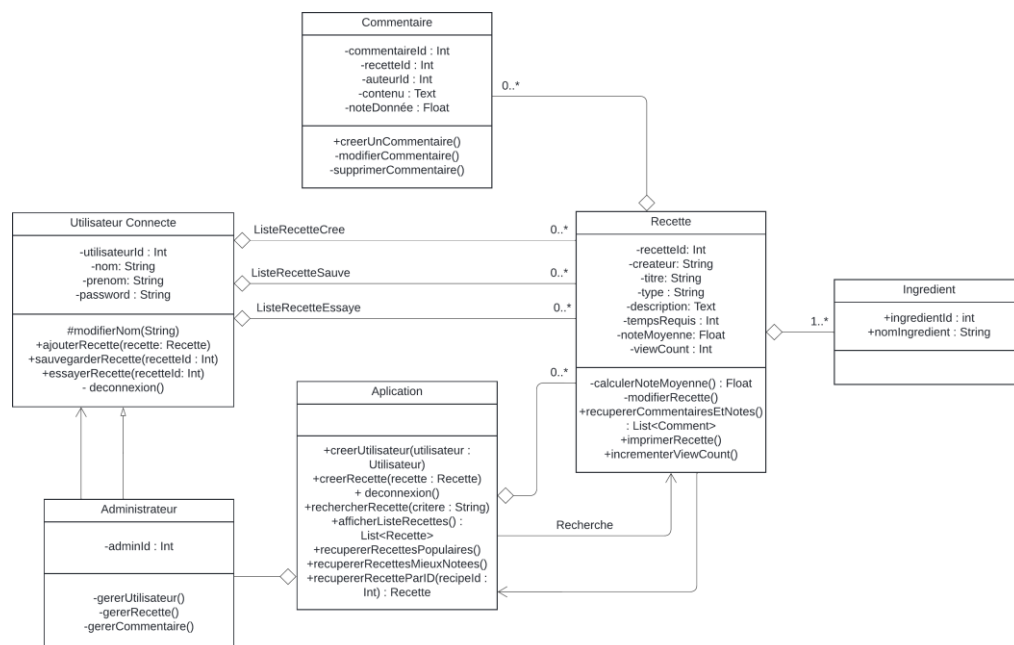 Commentaire
-commentaireId : Int
-recetteId : Int
-auteurId : Int
-contenu : Text
-noteDonnée : Float
+creerUnCommentaire()
-modifierCommentaire()
-supprimerCommentaire()
0..*
Utilisateur Connecte
-utilisateurId : Int
-nom: String
-prenom: String
-password : String
#modifierNom(String)
+ajouterRecette(recette: Recette)
+sauvegarderRecette(recetteId : Int)
+essayerRecette(recetteId: Int)
- deconnexion()
ListeRecetteCree
0..*
ListeRecetteSauve
0..*
ListeRecetteEssaye
0..*
Recette
-recetteId: Int
-createur: String
-titre: String
-type : String
-description: Text
-tempsRequis : Int
-noteMoyenne: Float
-viewCount : Int
-calculerNoteMoyenne() : Float
-modifierRecette()
+recupererCommentairesEtNotes()
: List<Comment>
+imprimerRecette()
+incrementerViewCount()
1..*
Ingredient
+ingredientId : int
+nomIngredient : String
0..*
Aplication
+creerUtilisateur(utilisateur :
Utilisateur)
+creerRecette(recette : Recette)
+ deconnexion()
+rechercherRecette(critere : String)
+afficherListeRecettes() :
List<Recette>
+recupererRecettesPopulaires()
+recupererRecettesMieuxNotees()
+recupererRecetteParID(recipeId :
Int) : Recette
Recherche
Administrateur
-adminId : Int
-gererUtilisateur()
-gererRecette()
-gererCommentaire()